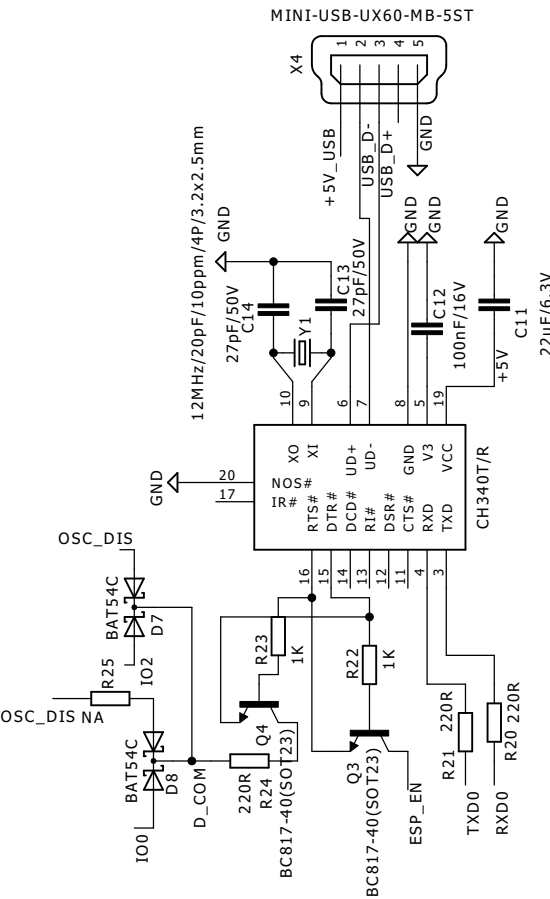 MINI-USB-UX60-MB-5ST
X4
1
2
3
4
5
+5V_USB
USB_D-
USB_D+
GND
12MHz/20pF/10ppm/4P/3.2x2.5mm
GND
27pF/50V
C14
C13
27pF/50V
Y1
GND
GND
C12
100nF/16V
GND
C11
+5V
10
9
6
7
8
5
19
XO
XI
UD+
UD-
GND
V3
VCC
GND
20
17
NOS#
IR#
RTS#
DTR#
DCD#
RI#
DSR#
CTS#
RXD
TXD
CH340T/R
16
15
14
13
12
11
4
3
OSC_DIS
BAT54C
D7
IO2
R25
OSC_DIS NA
BAT54C
D8
IO0
D_COM
R23
1K
R22
1K
Q4
BC817-40(SOT23)
220R
R24
Q3
BC817-40(SOT23)
ESP_EN
R21
220R
R20
220R
TXD0
RXD0